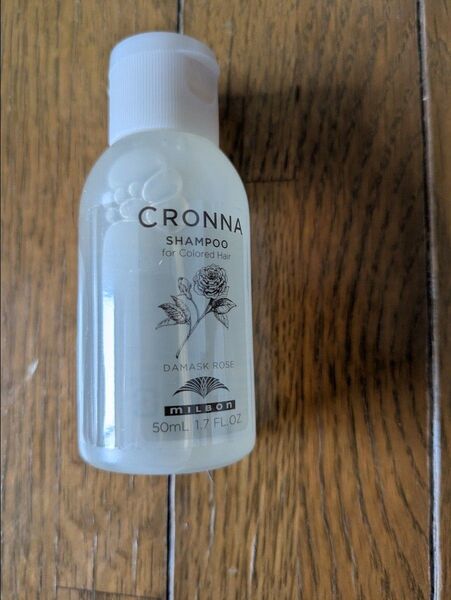 CRONNA
SHAMPOO
for Colored Hair
DAMASK ROSE
MILBON
50mL 1.7 FL.OZ